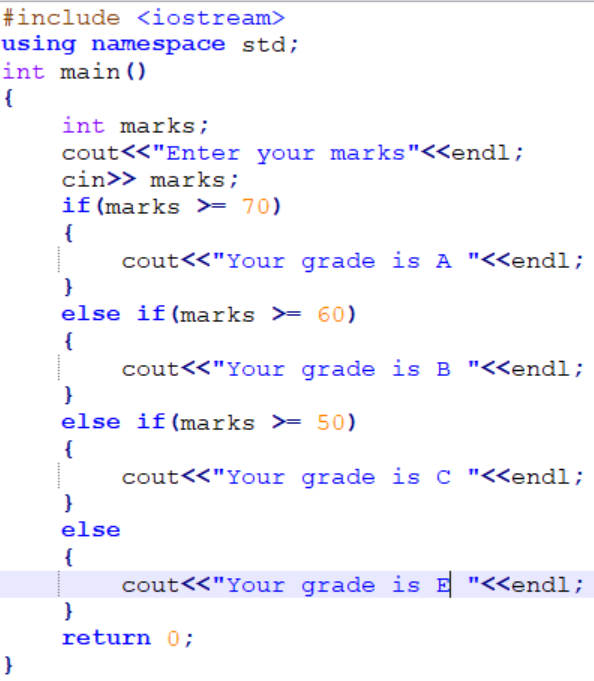 #include <iostream>
using namespace std;
int main()
{
    int marks;
    cout<<"Enter your marks"<<endl;
    cin>> marks;
    if(marks >= 70)
    {
        cout<<"Your grade is A "<<endl;
    }
    else if(marks >= 60)
    {
        cout<<"Your grade is B "<<endl;
    }
    else if(marks >= 50)
    {
        cout<<"Your grade is C "<<endl;
    }
    else
    {
        cout<<"Your grade is E "<<endl;
    }
    return 0;
}